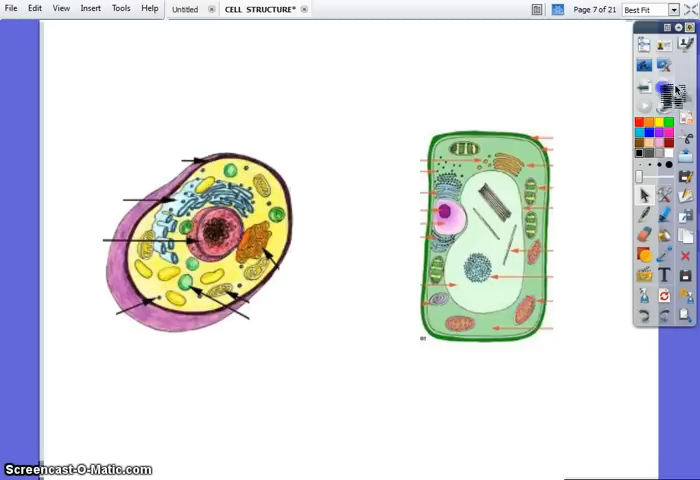 File Edit View Insert Tools Help Untitled CELL STRUCTURE* Page 7 of 21 Best Fit
T
Screencast-O-Matic.com